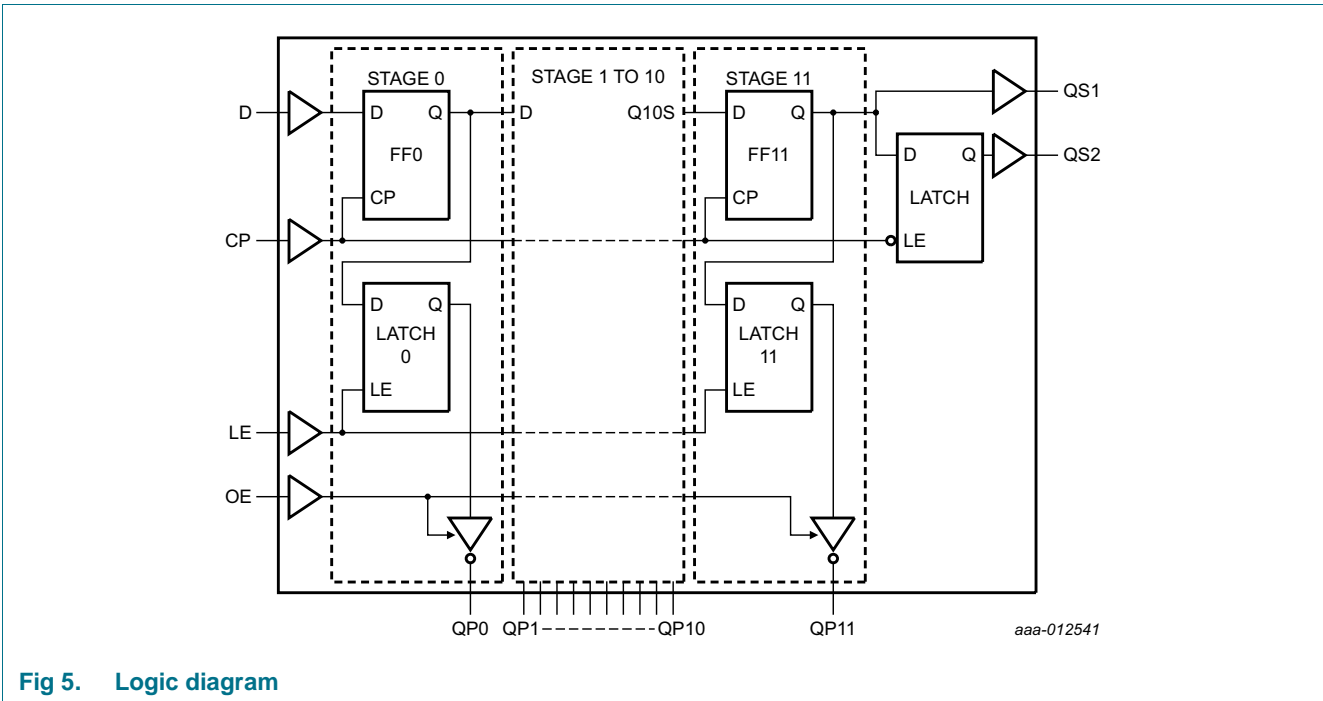 STAGE 0
STAGE 1 TO 10
STAGE 11
D
D Q
D
Q10S
D Q
QS1
FF0
FF11
D Q
QS2
CP
CP
LATCH
CP
LE
D Q
D Q
LATCH
0
LATCH
11
LE
LE
LE
OE
QP0
QP1
QP10
QP11
aaa-012541
Fig 5. Logic diagram